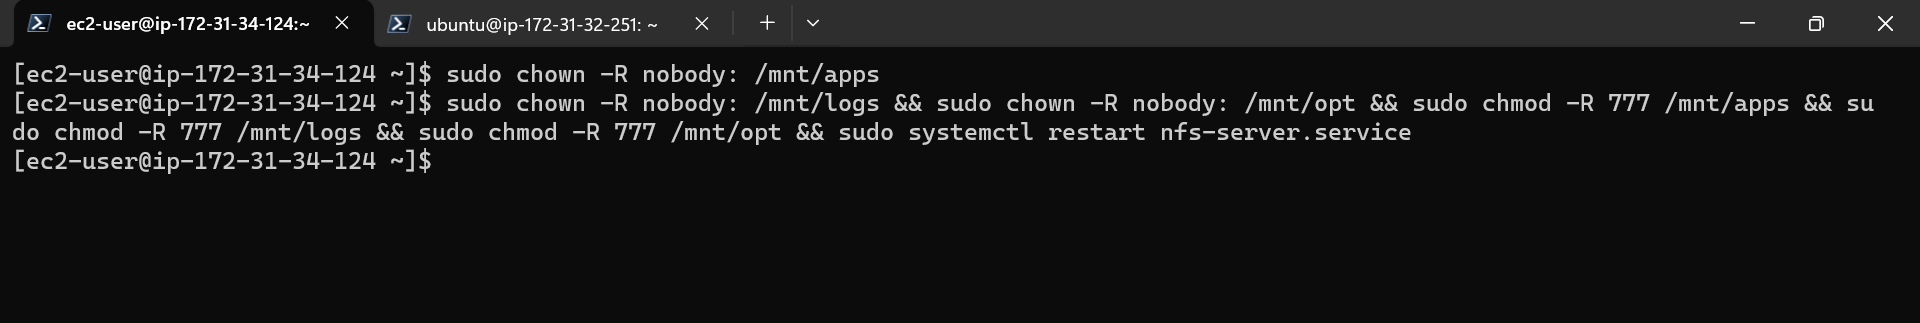 ec2-user@ip-172-31-34-124:~
ubuntu@ip-172-31-32-251: ~
[ec2-user@ip-172-31-34-124 ~]$ sudo chown -R nobody: /mnt/apps
[ec2-user@ip-172-31-34-124 ~]$ sudo chown -R nobody: /mnt/logs && sudo chown -R nobody: /mnt/opt && sudo chmod -R 777 /mnt/apps && su
do chmod -R 777 /mnt/logs && sudo chmod -R 777 /mnt/opt && sudo systemctl restart nfs-server.service
[ec2-user@ip-172-31-34-124 ~]$